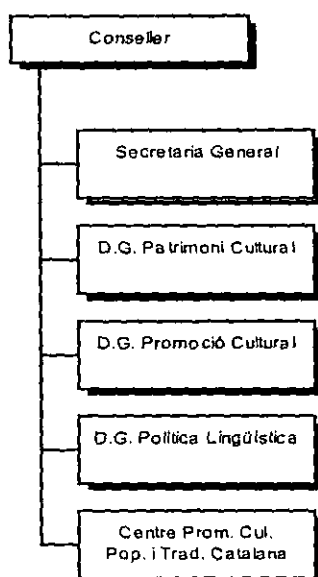 Conseller
Secretaria General
D.G. Patrimoni Cultural
D.G. Promoció Cultural
D.G. Política Lingüística
Centre Prom. Cul.
Pop. i Trad. Catalana